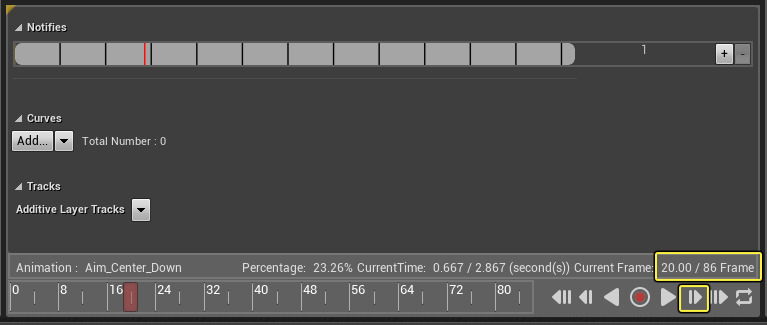 Notifies
1
+ -
Curves
Add... Total Number : 0
Tracks
Additive Layer Tracks
Animation : Aim_Center_Down Percentage: 23.26% CurrentTime: 0.667 / 2.867 (second(s)) Current Frame: 20.00 / 86 Frame
0 8 16 24 32 40 48 56 64 72 80